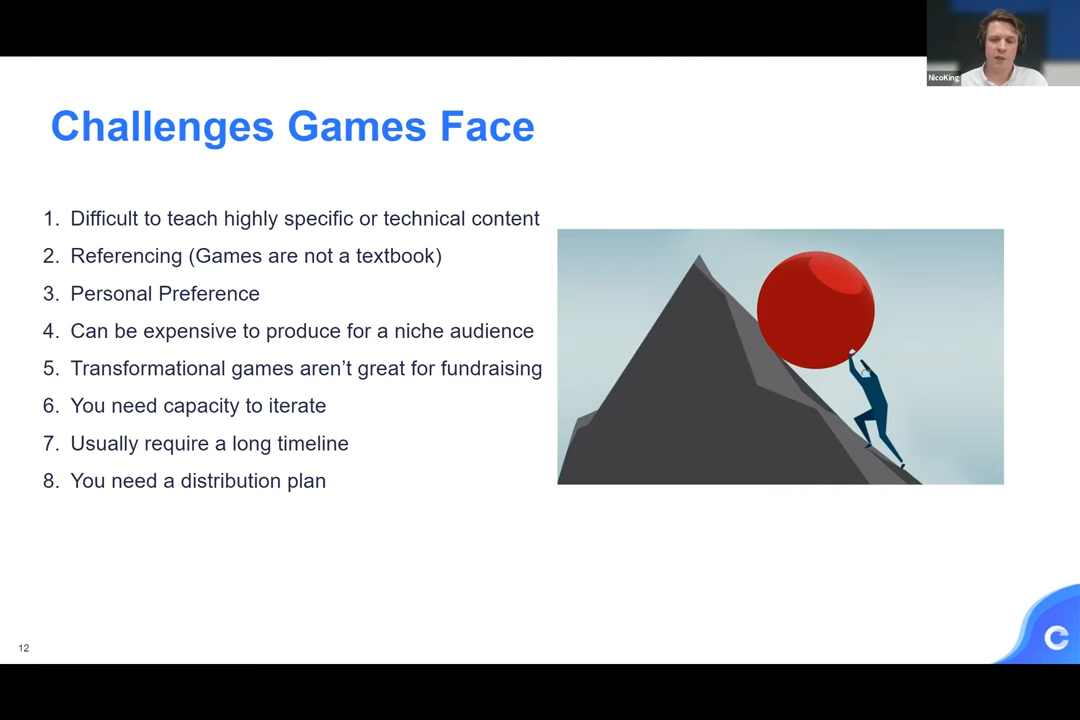 NicoKing
Challenges Games Face
1. Difficult to teach highly specific or technical content
2. Referencing (Games are not a textbook)
3. Personal Preference
4. Can be expensive to produce for a niche audience
5. Transformational games aren’t great for fundraising
6. You need capacity to iterate
7. Usually require a long timeline
8. You need a distribution plan
12